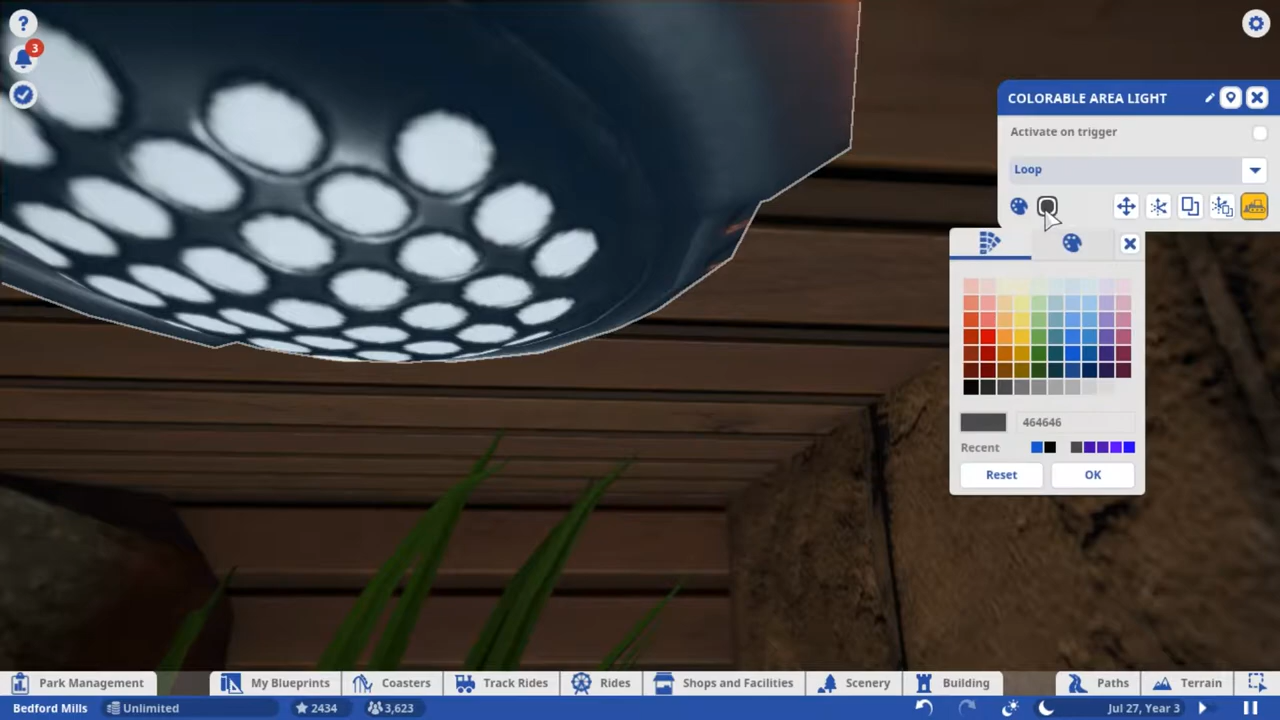 ?
3
COLORABLE AREA LIGHT
Activate on trigger
Loop
464646
Recent
Reset
OK
Park Management
My Blueprints
Coasters
Track Rides
Rides
Shops and Facilities
Scenery
Building
Paths
Terrain
Bedford Mills
Unlimited
2434
3,623
Jul 27, Year 3